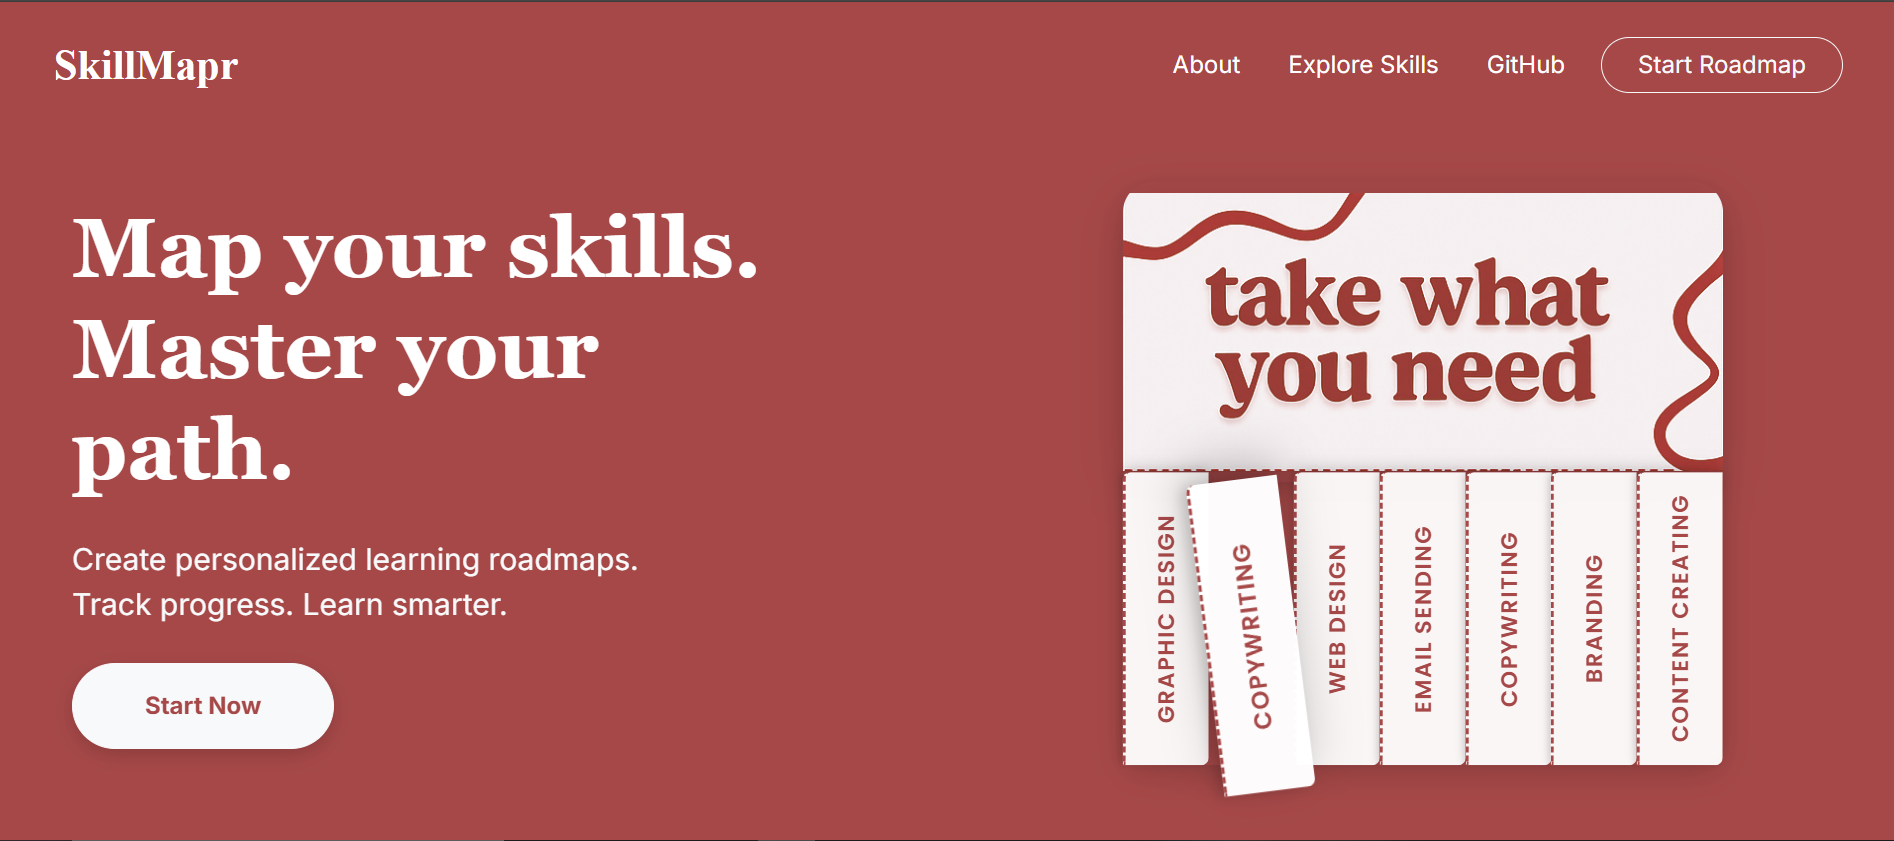 SkillMapr
About
Explore Skills
GitHub
Start Roadmap
Map your skills.
Master your
path.
Create personalized learning roadmaps.
Track progress. Learn smarter.
Start Now
take what
you need
GRAPHIC DESIGN
COPYWRITING
WEB DESIGN
EMAIL SENDING
COPYWRITING
BRANDING
CONTENT CREATING